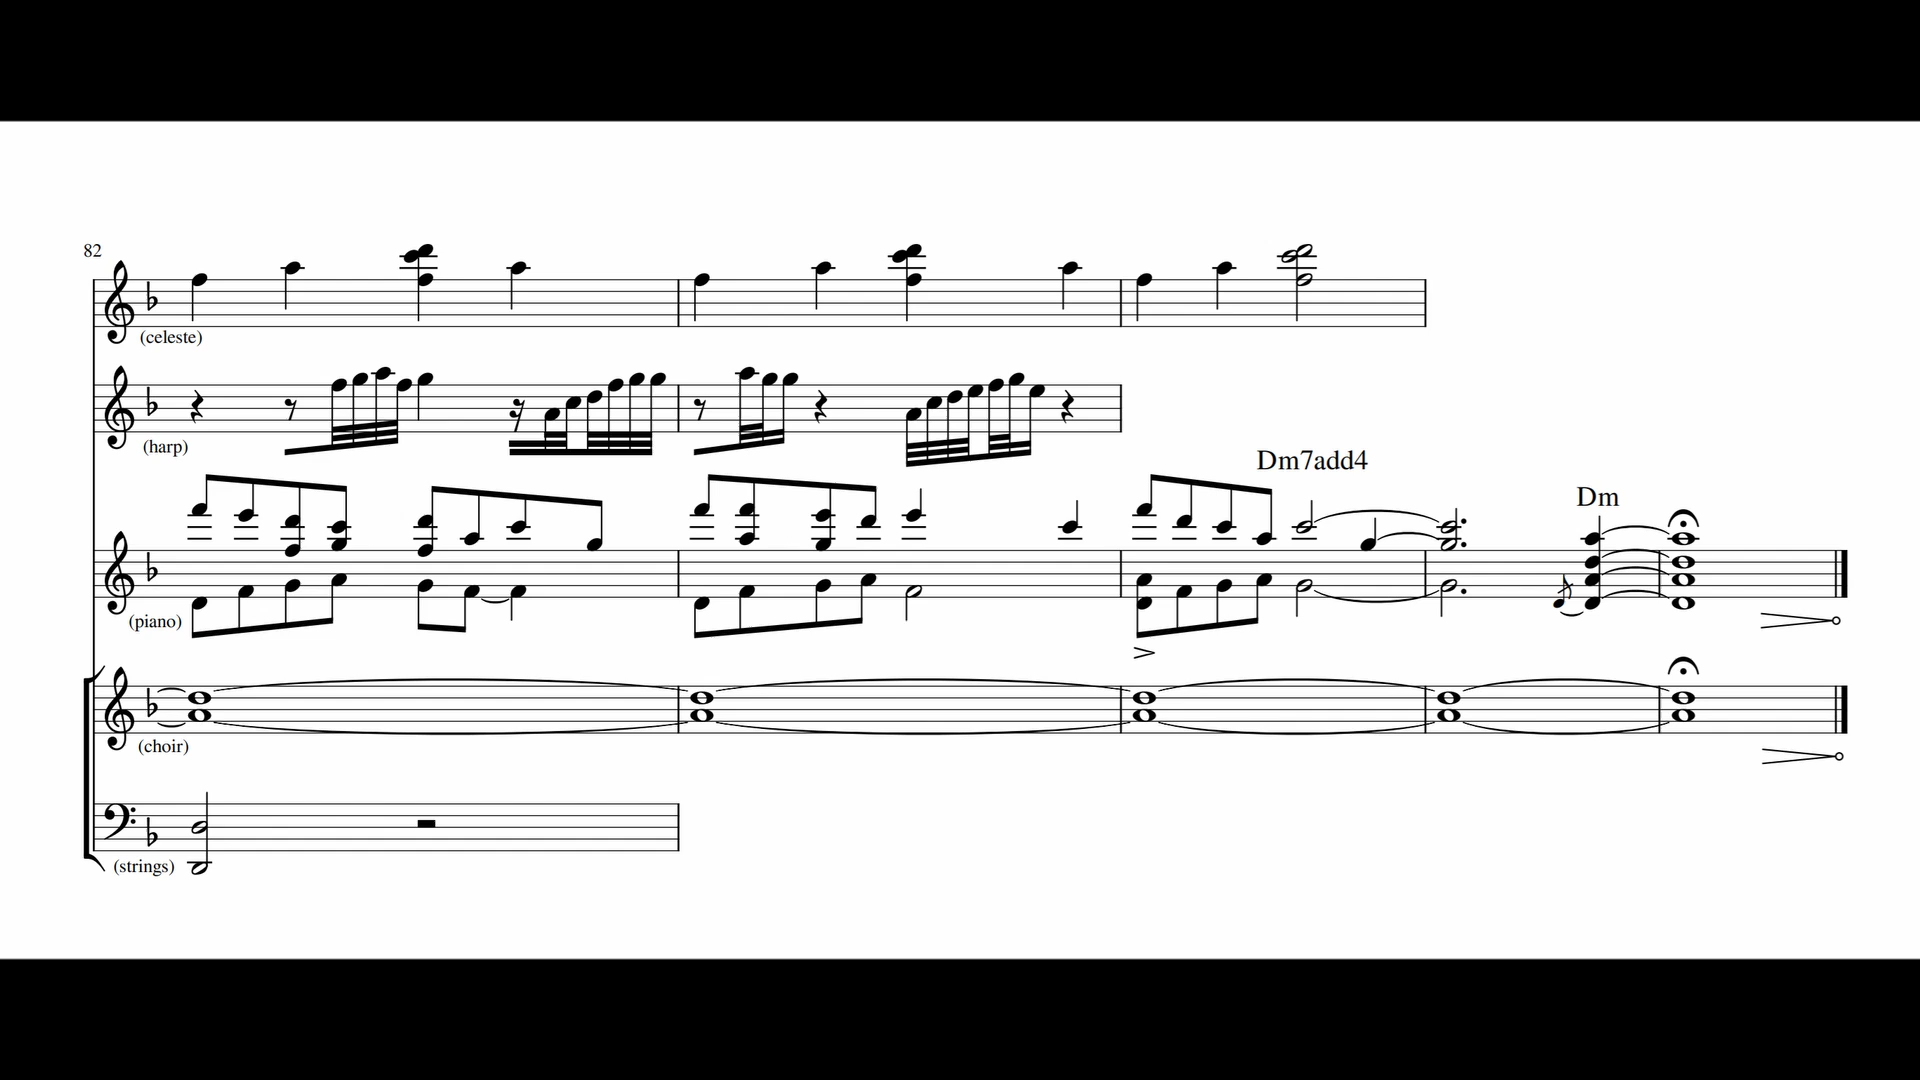 82
(celeste)
(harp)
Dm7add4
Dm
(piano)
(choir)
(strings)